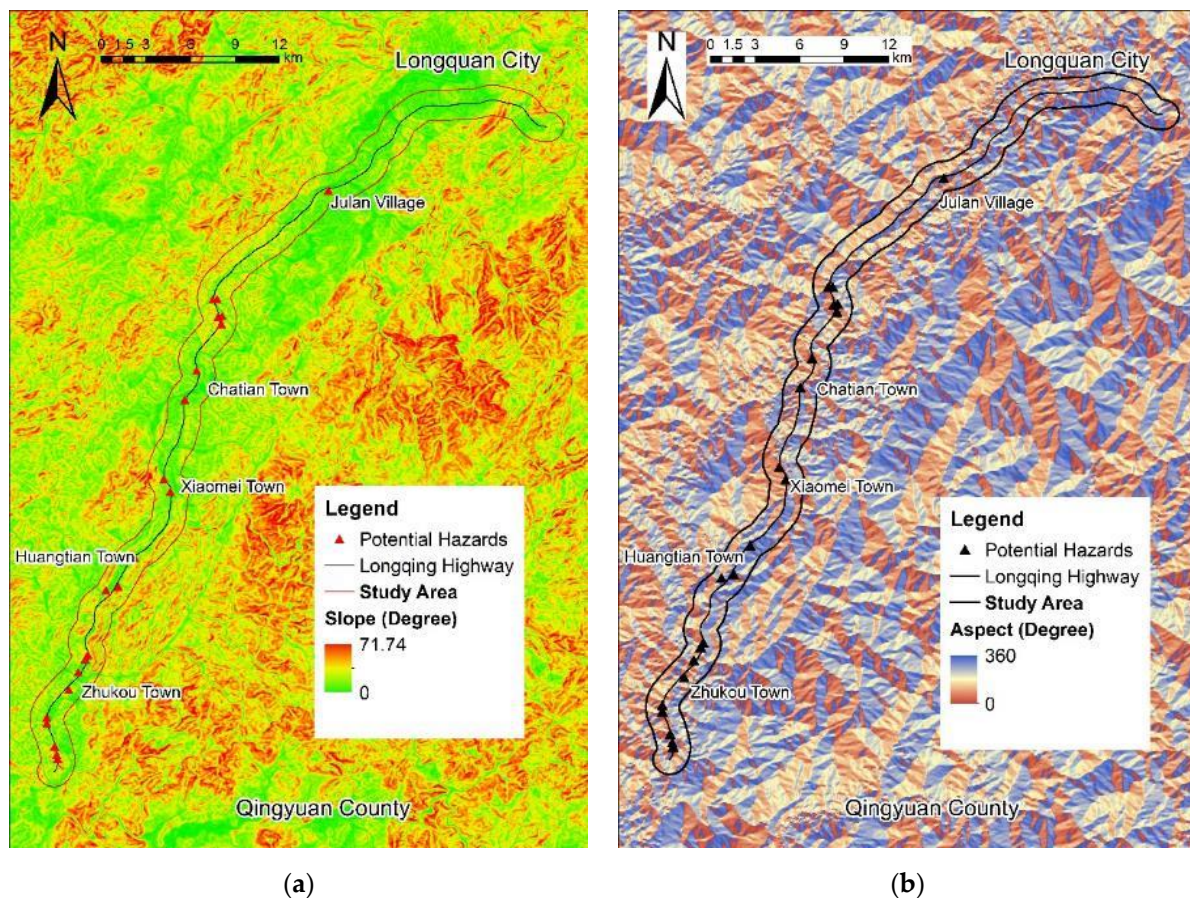 N
0 1.5 3 6 9 12
km
Longquan City
Julan Village
Chatian Town
Xiaomei Town
Huangtian Town
Zhukou Town
Qingyuan County
Legend
Potential Hazards
Longqing Highway
Study Area
Slope (Degree)
71.74
0
(a)
N
0 1.5 3 6 9 12
km
Longquan City
Julan Village
Chatian Town
Xiaomei Town
Huangtian Town
Zhukou Town
Qingyuan County
Legend
Potential Hazards
Longqing Highway
Study Area
Aspect (Degree)
360
0
(b)